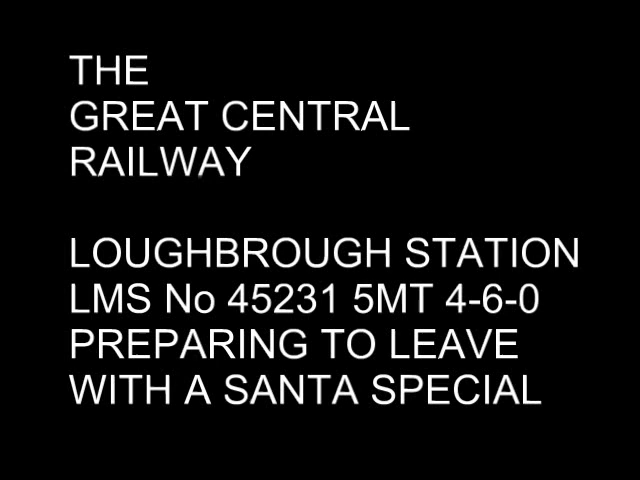 THE
GREAT CENTRAL
RAILWAY
LOUGHBROUGH STATION
LMS No 45231 5MT 4-6-0
PREPARING TO LEAVE
WITH A SANTA SPECIAL